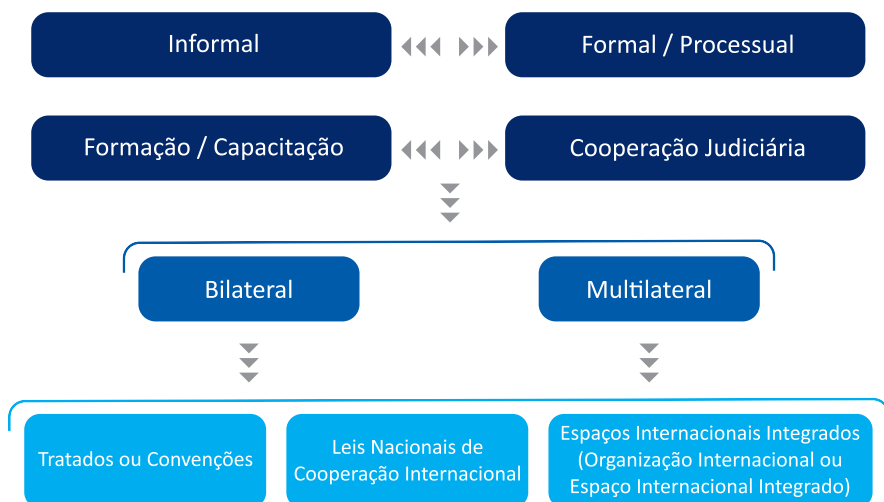 Informal
Formal / Processual
Formação / Capacitação
Cooperação Judiciária
Bilateral
Multilateral
Tratados ou Convenções
Leis Nacionais de
Cooperação Internacional
Espaços Internacionais Integrados
(Organização Internacional ou
Espaço Internacional Integrado)